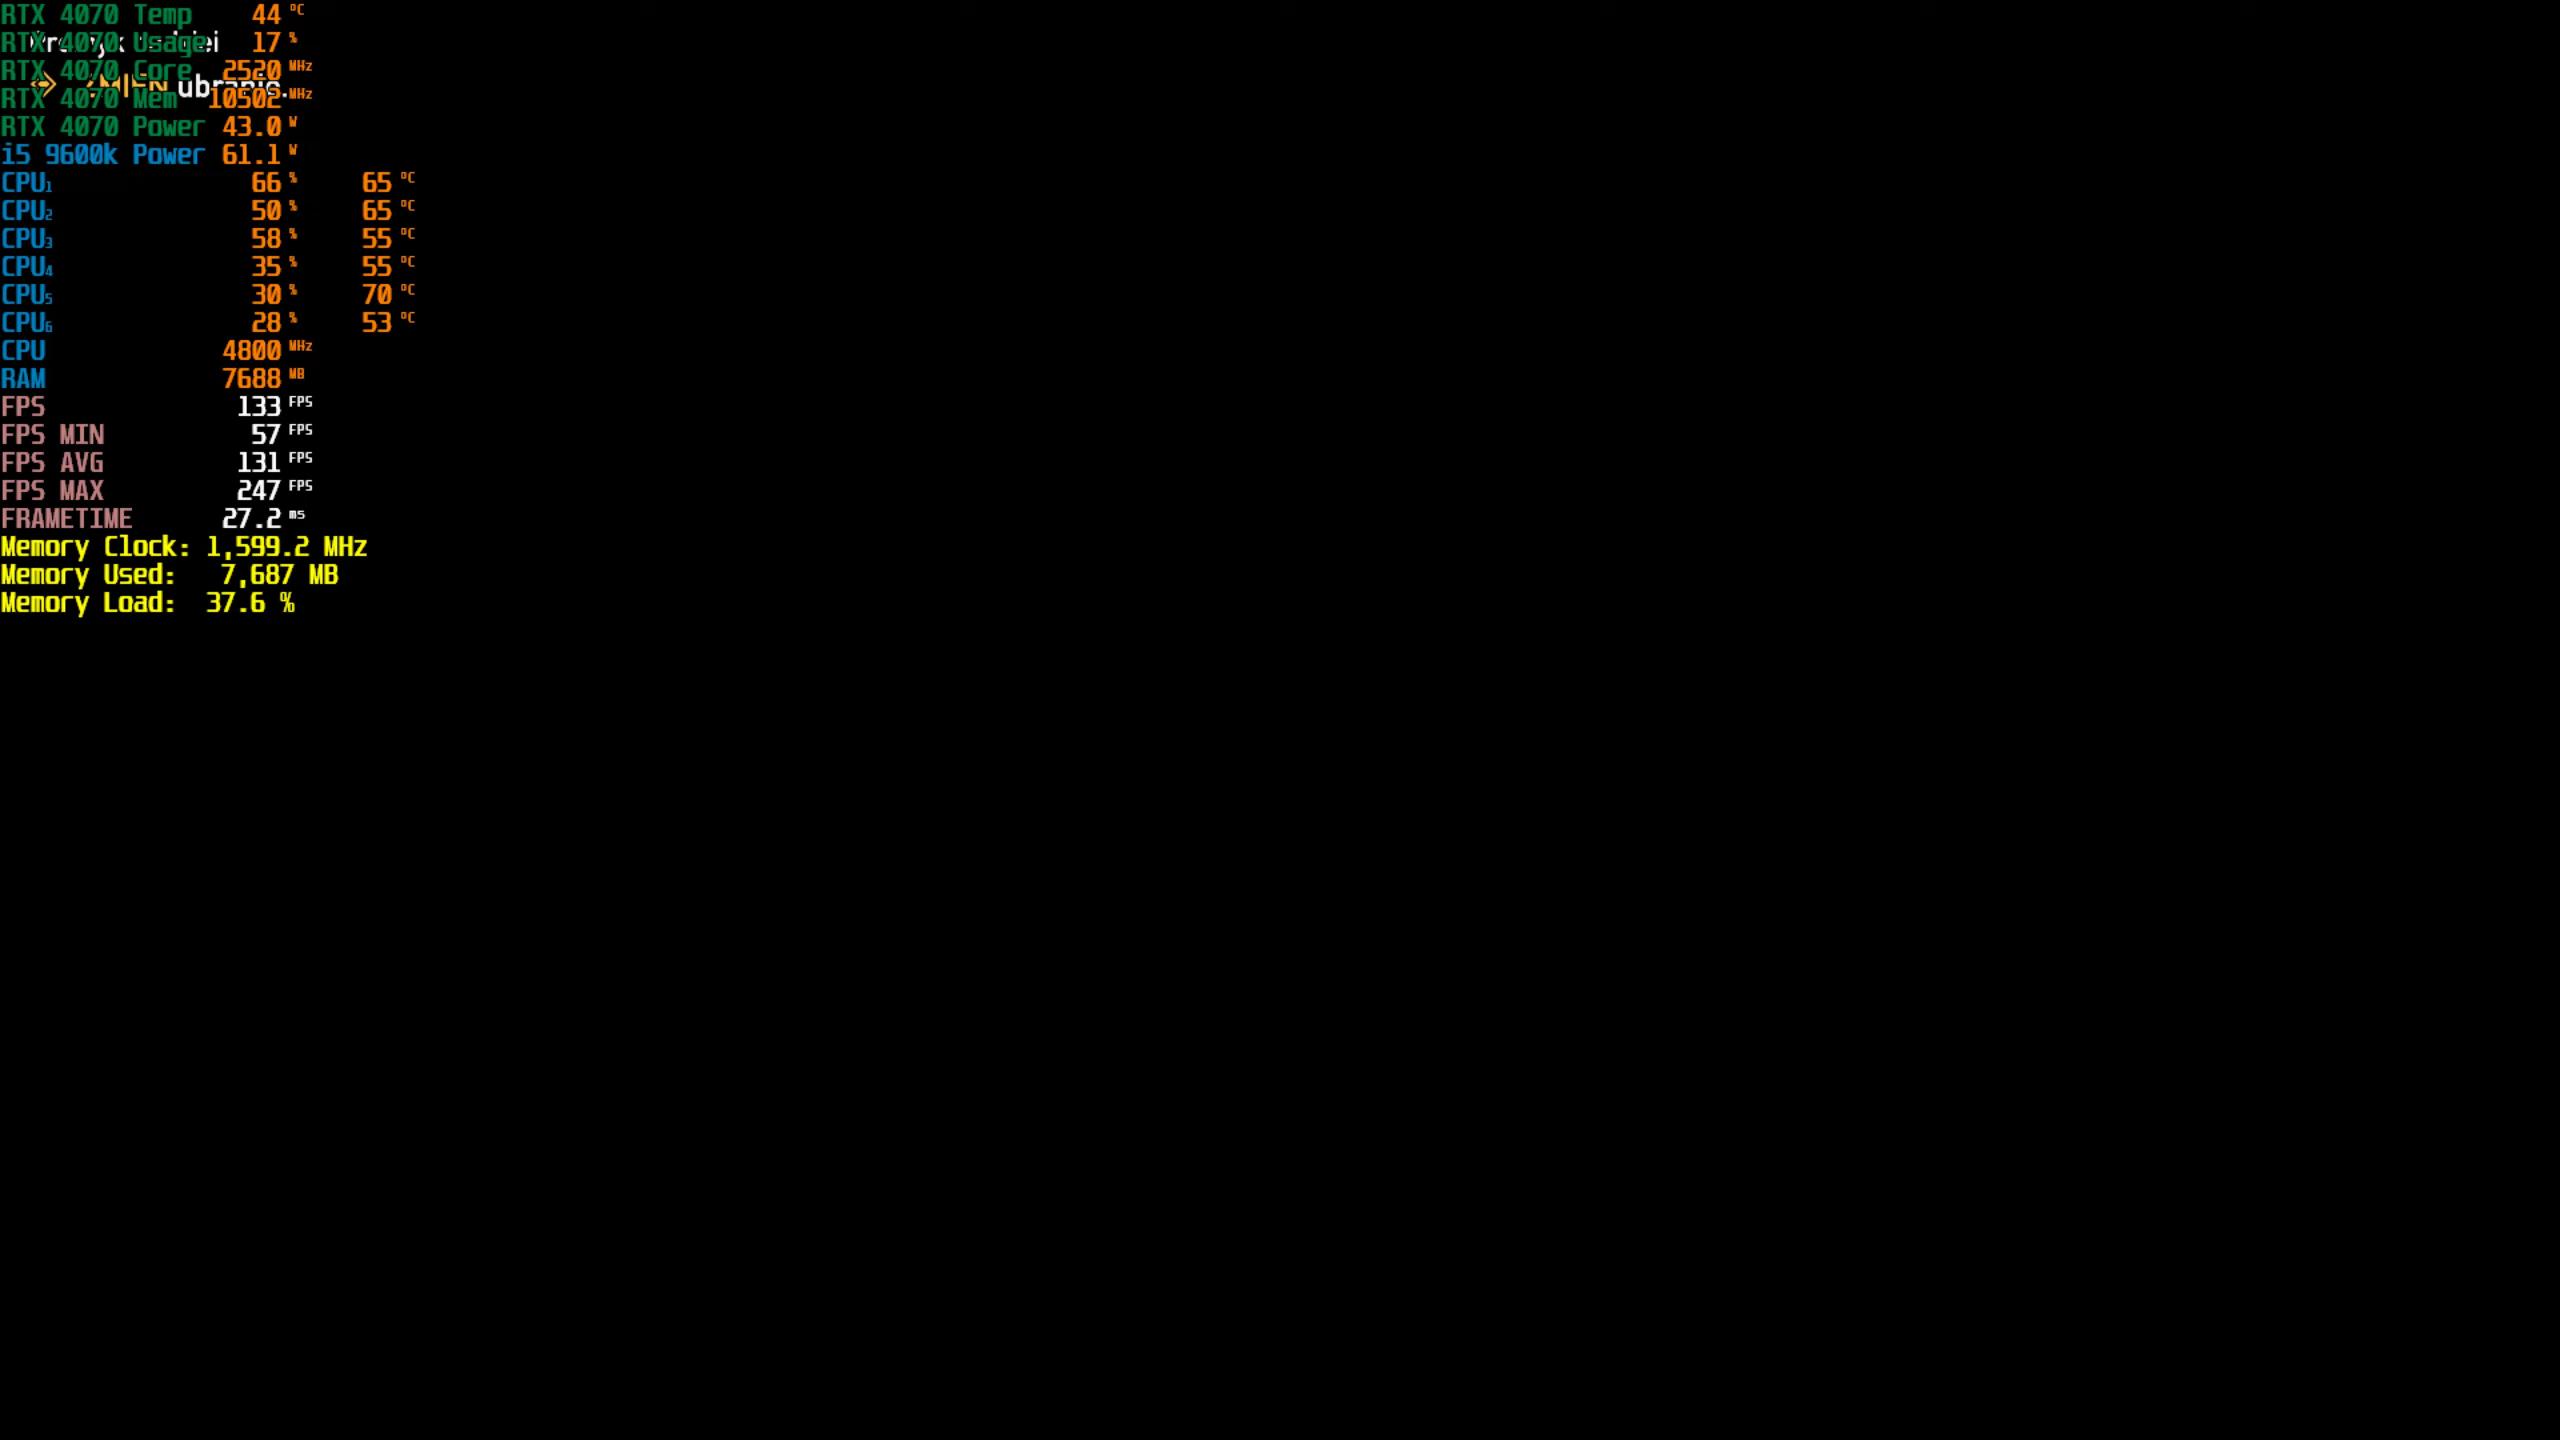 RTX 4070 Temp 44 °C
RTX 4070 Usage 17 %
RTX 4070 Core 2520 MHz
ubranie.
RTX 4070 Mem 10502 MHz
RTX 4070 Power 43.0 W
i5 9600k Power 61.1 W
CPU1 66 % 65 °C
CPU2 50 % 65 °C
CPU3 58 % 55 °C
CPU4 35 % 55 °C
CPU5 30 % 70 °C
CPU6 28 % 53 °C
CPU 4800 MHz
RAM 7688 MB
FPS 133 FPS
FPS MIN 57 FPS
FPS AVG 131 FPS
FPS MAX 247 FPS
FRAMETIME 27.2 ms
Memory Clock: 1,599.2 MHz
Memory Used: 7,687 MB
Memory Load: 37.6 %